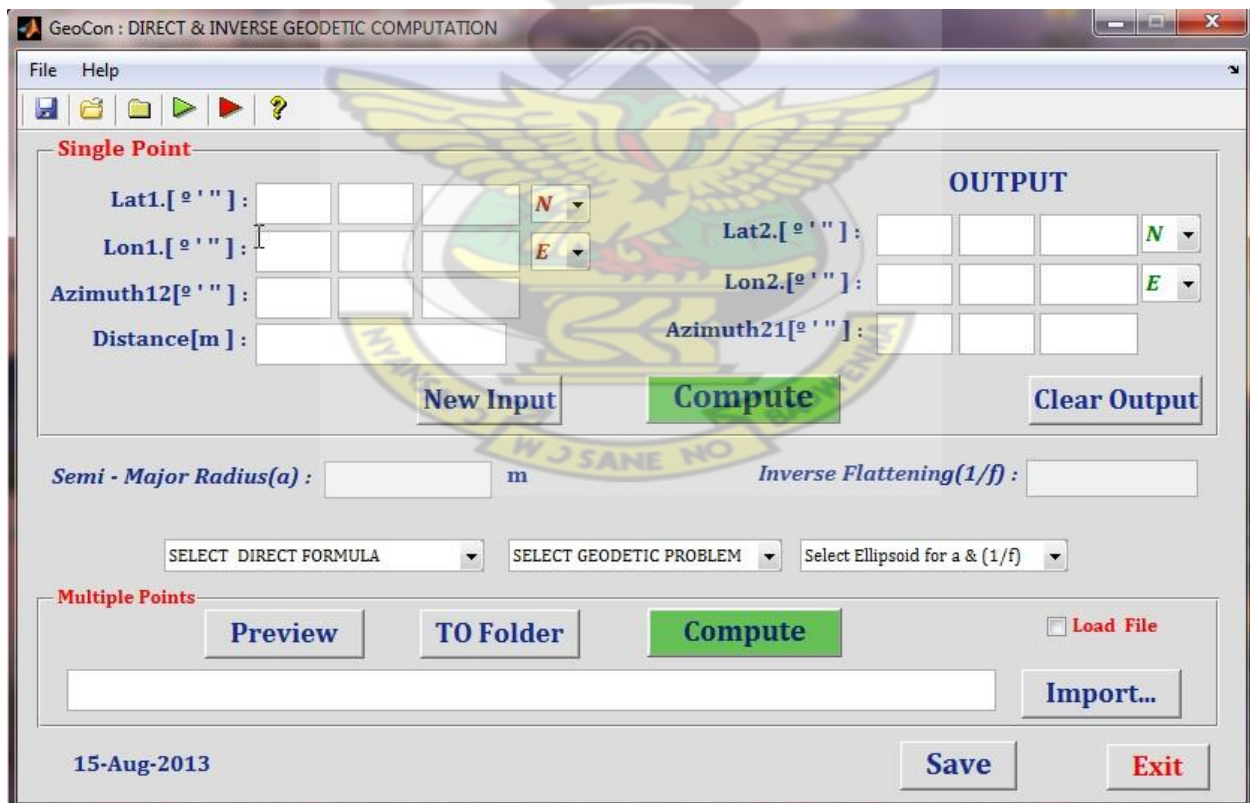 GeoCon : DIRECT & INVERSE GEODETIC COMPUTATION
File Help
Single Point
OUTPUT
Lat1.[ º ' " ] :
N
Lat2.[ º ' " ] :
N
Lon1.[ º ' " ] :
E
Lon2.[º ' " ] :
E
Azimuth12[º ' " ] :
Azimuth21[º ' " ] :
Distance[m ] :
New Input
Compute
Clear Output
NYANSAPO
BADWENMA
W Ɔ SANE NO
Semi - Major Radius(a) :
m
Inverse Flattening(1/f) :
SELECT DIRECT FORMULA
SELECT GEODETIC PROBLEM
Select Ellipsoid for a & (1/f)
Multiple Points
Preview
TO Folder
Compute
Load File
Import...
15-Aug-2013
Save
Exit